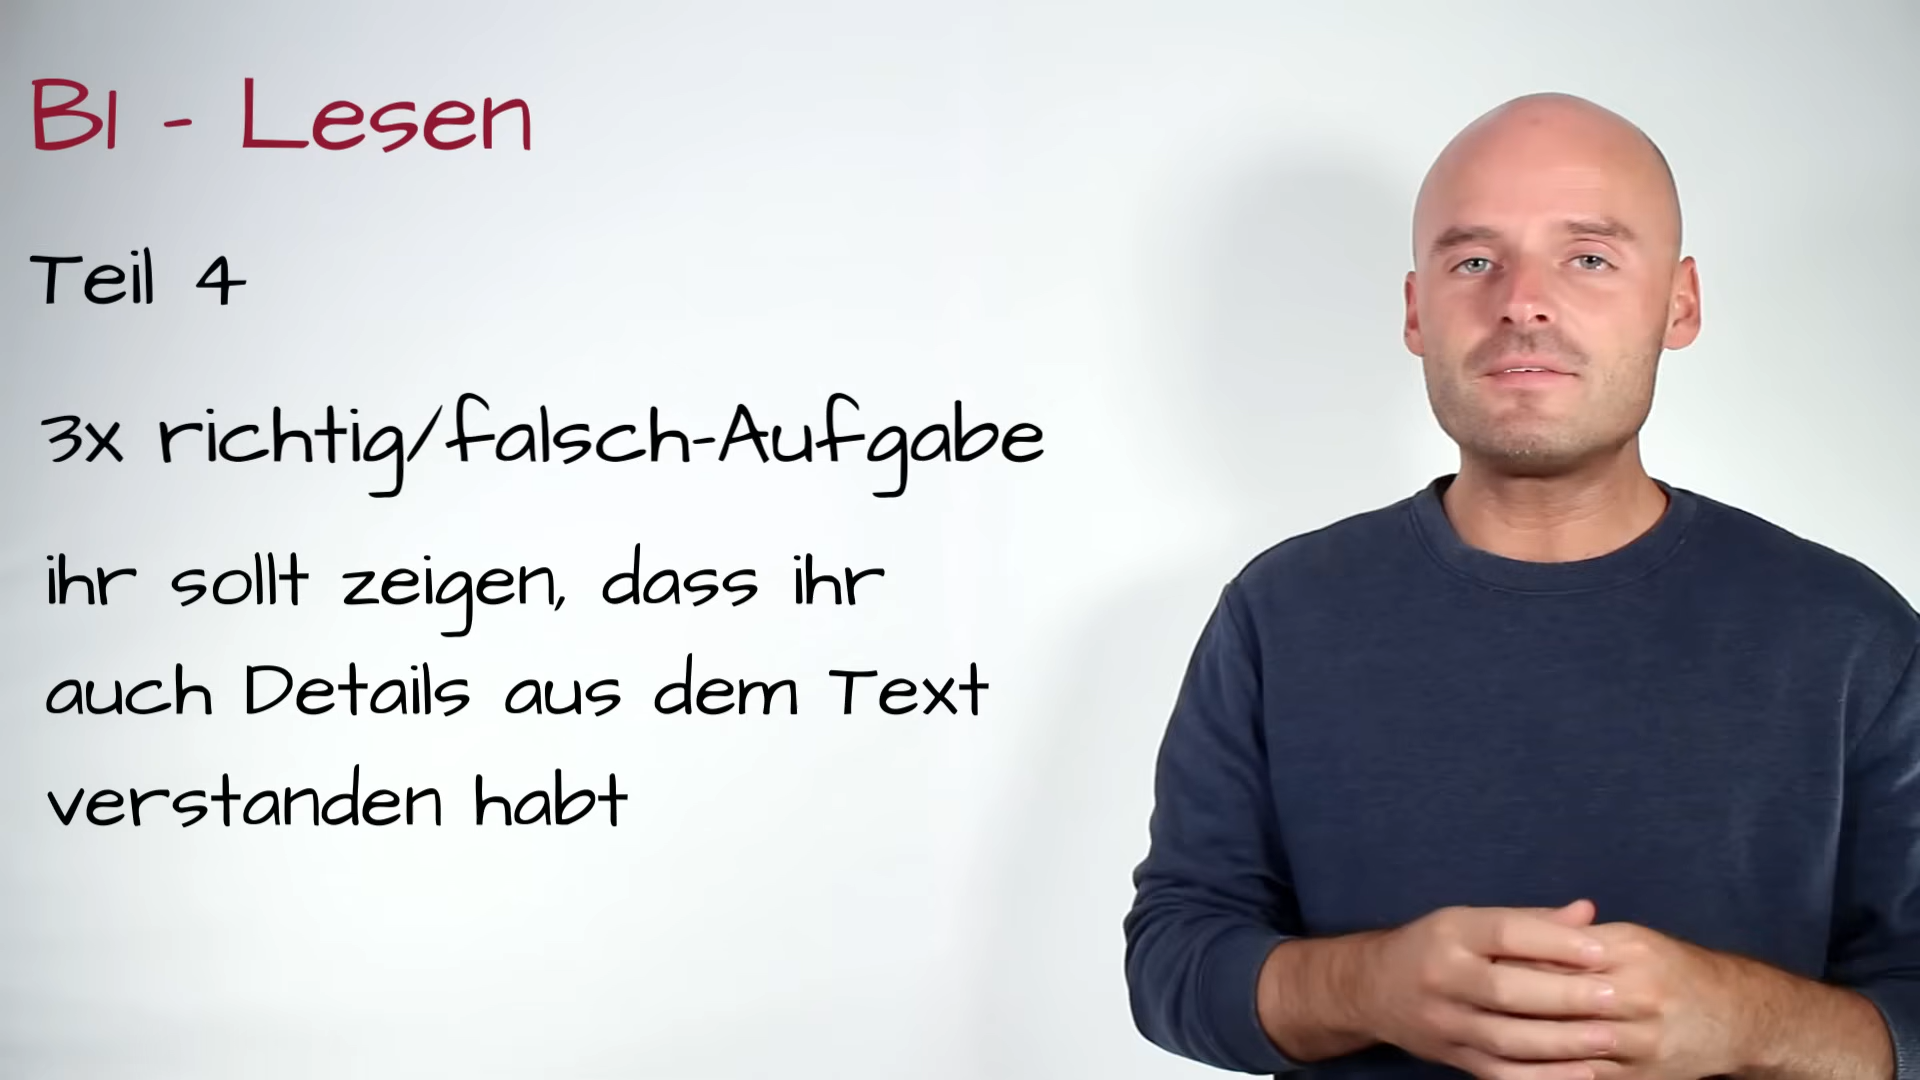 B1 - Lesen
Teil 4
3x richtig/falsch-Aufgabe
ihr sollt zeigen, dass ihr
auch Details aus dem Text
verstanden habt